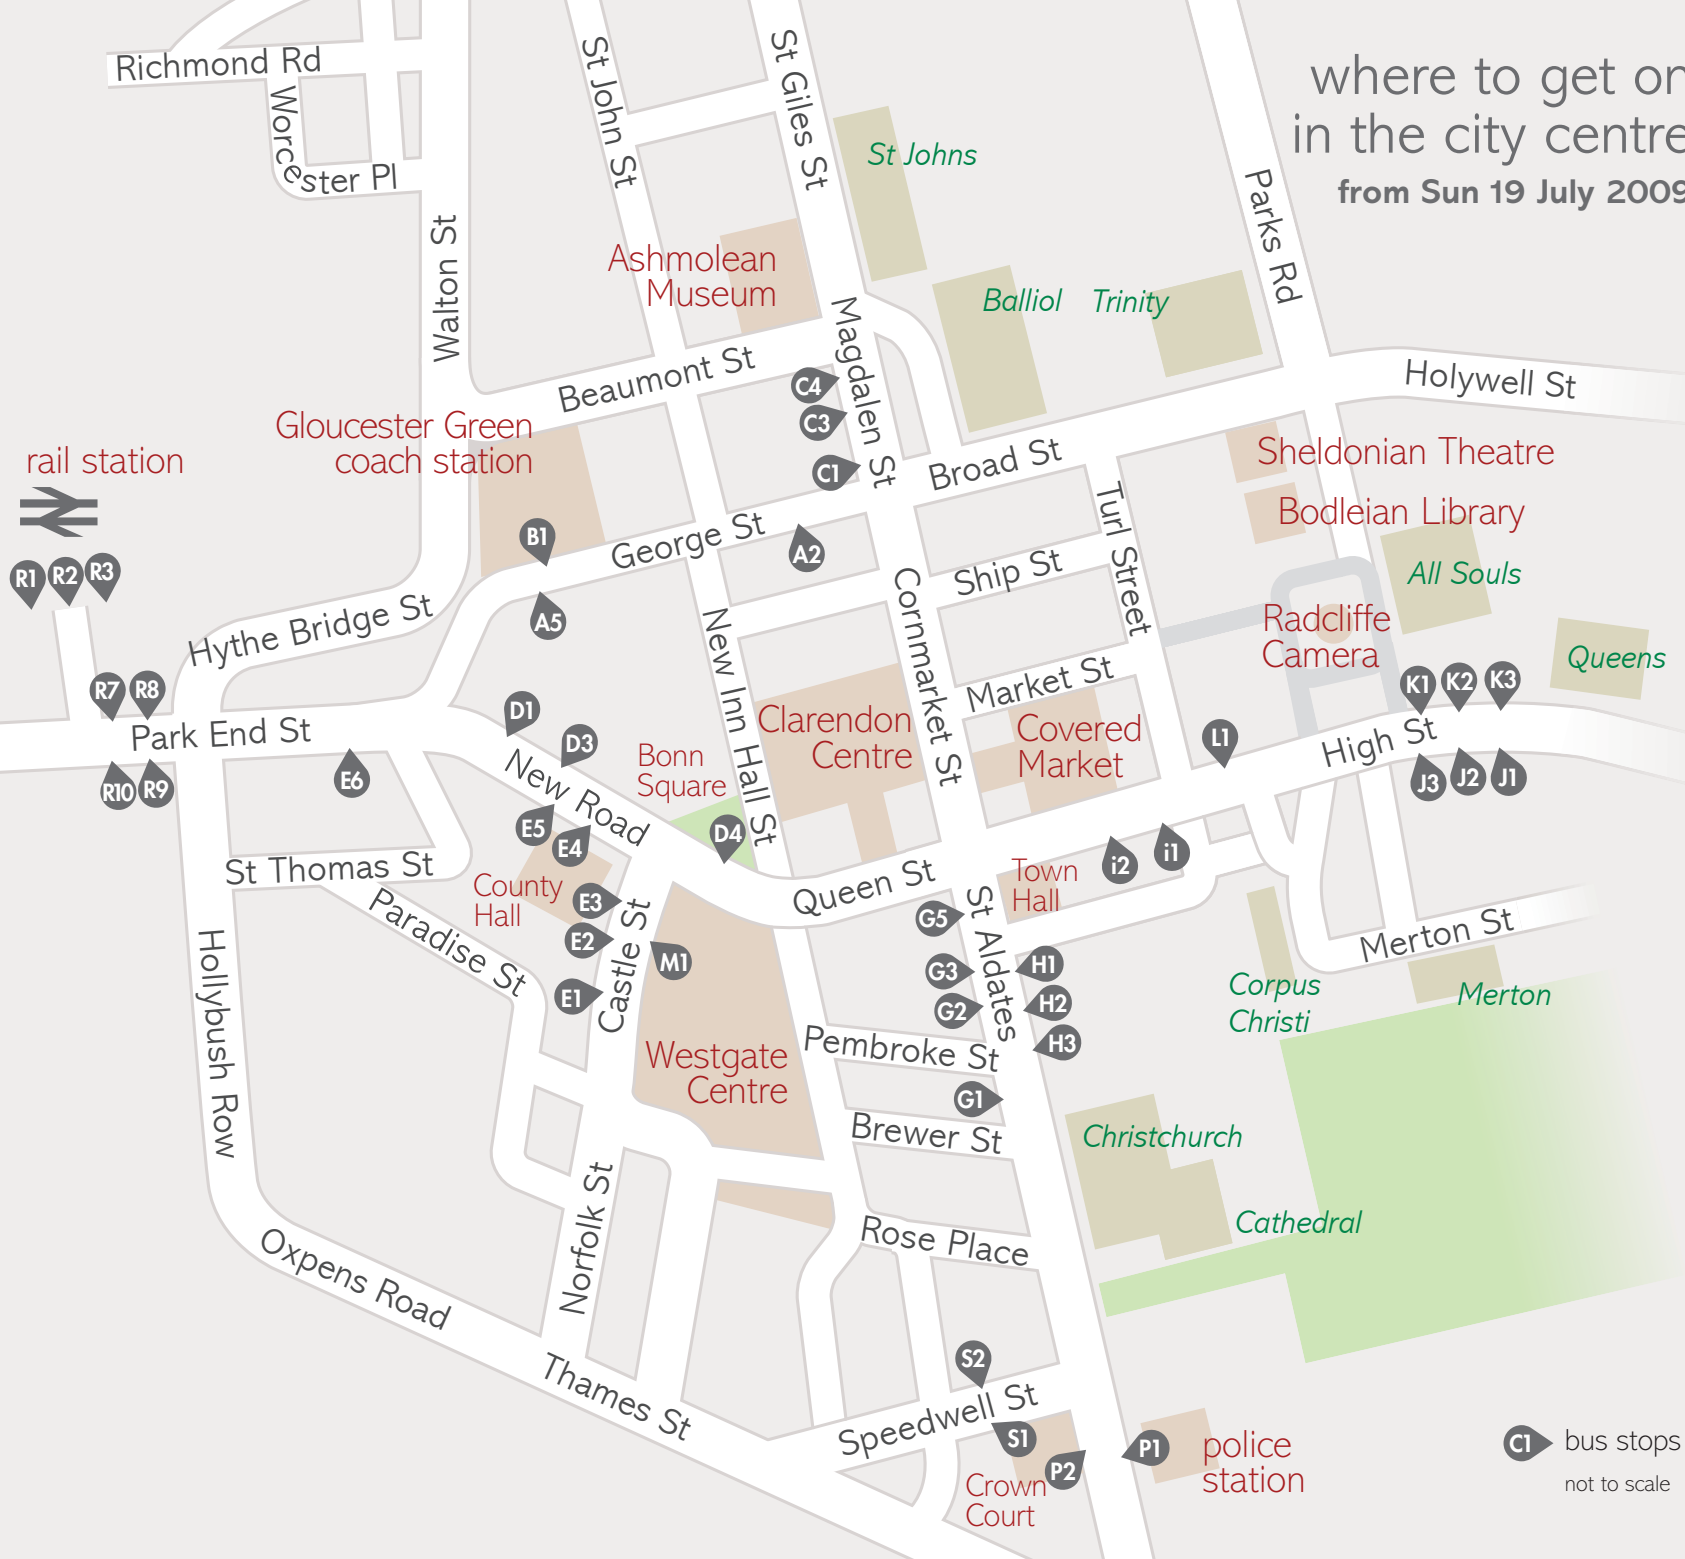 where to get on
in the city centre
from Sun 19 July 2009
Richmond Rd
Worcester Pl
Walton St
St John St
St Giles St
St Johns
Parks Rd
Ashmolean
Museum
Balliol
Trinity
Magdalen St
Beaumont St
Holywell St
C4
C3
C1
Gloucester Green
coach station
rail station
Broad St
Sheldonian Theatre
Bodleian Library
Turl Street
B1
George St
A2
R1
R2
R3
A5
Hythe Bridge St
Ship St
All Souls
Cornmarket St
New Inn Hall St
Radcliffe
Camera
Queens
Market St
K1
K2
K3
R7
R8
Park End St
D1
D3
Clarendon
Centre
Covered
Market
L1
High St
Bonn
Square
New Road
R10
R9
E6
J3
J2
J1
E5
E4
D4
i2
i1
St Thomas St
County
Hall
Queen St
Town
Hall
E3
E2
E1
Castle St
M1
Paradise St
Hollybush Row
St Aldates
G5
G3
G2
H1
H2
H3
G1
Merton St
Corpus
Christi
Merton
Westgate
Centre
Pembroke St
Brewer St
Christchurch
Cathedral
Rose Place
Norfolk St
Oxpens Road
Thames St
S2
Speedwell St
S1
P2
P1
Crown
Court
police
station
C1
bus stops
not to scale